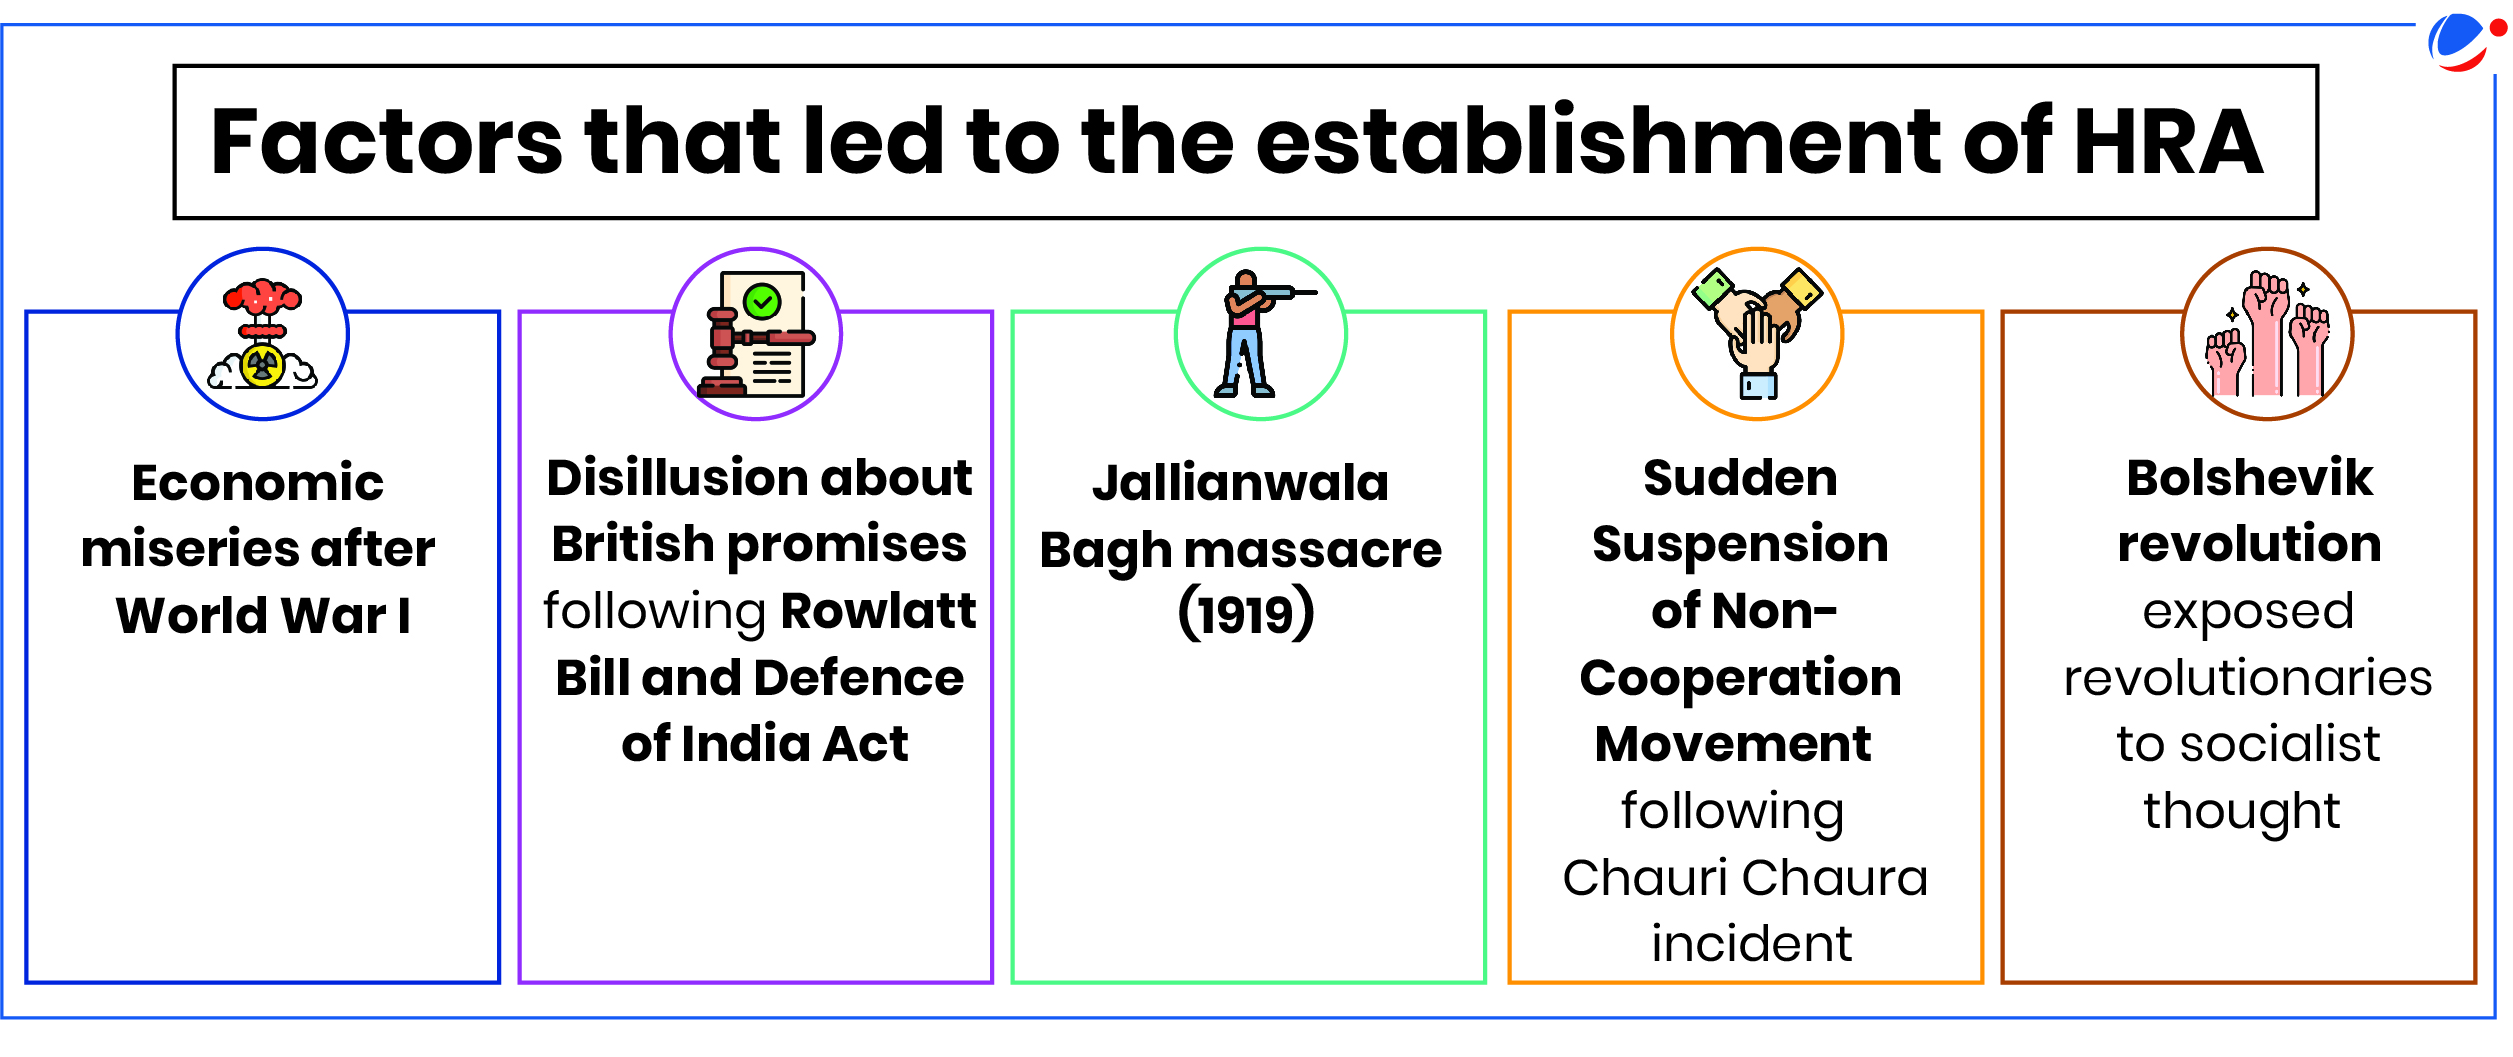 Factors that led to the establishment of HRA
Economic
miseries after
World War I
Disillusion about
British promises
following Rowlatt
Bill and Defence
of India Act
Jallianwala
Bagh massacre
(1919)
Sudden
Suspension
of Non-
Cooperation
Movement
following
Chauri Chaura
incident
Bolshevik
revolution
exposed
revolutionaries
to socialist
thought